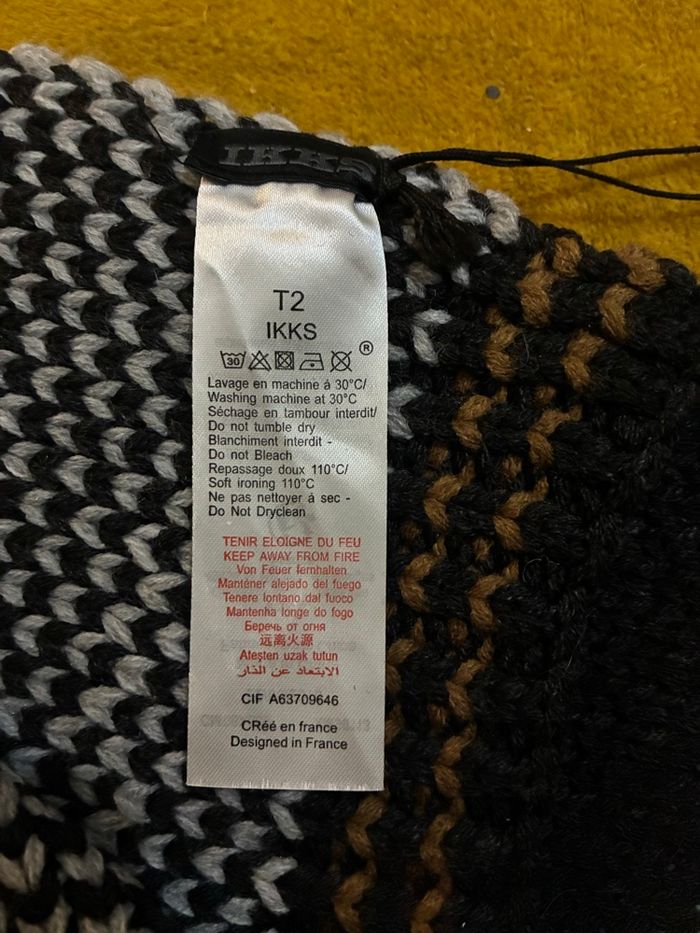 IKKS
T2
IKKS
30
®
Lavage en machine á 30°C/
Washing machine at 30°C
Séchage en tambour interdit/
Do not tumble dry
Blanchiment interdit -
Do not Bleach
Repassage doux 110°C/
Soft ironing 110°C
Ne pas nettoyer á sec -
Do Not Dryclean
TENIR ELOIGNE DU FEU
KEEP AWAY FROM FIRE
Von Feuer fernhalten
Manténer alejado del fuego
Tenere lontano dal fuoco
Mantenha longe do fogo
Беречь от огня
远离火源
Ateşten uzak tutun
الابتعاد عن النار
CIF A63709646
CRéé en france
Designed in France